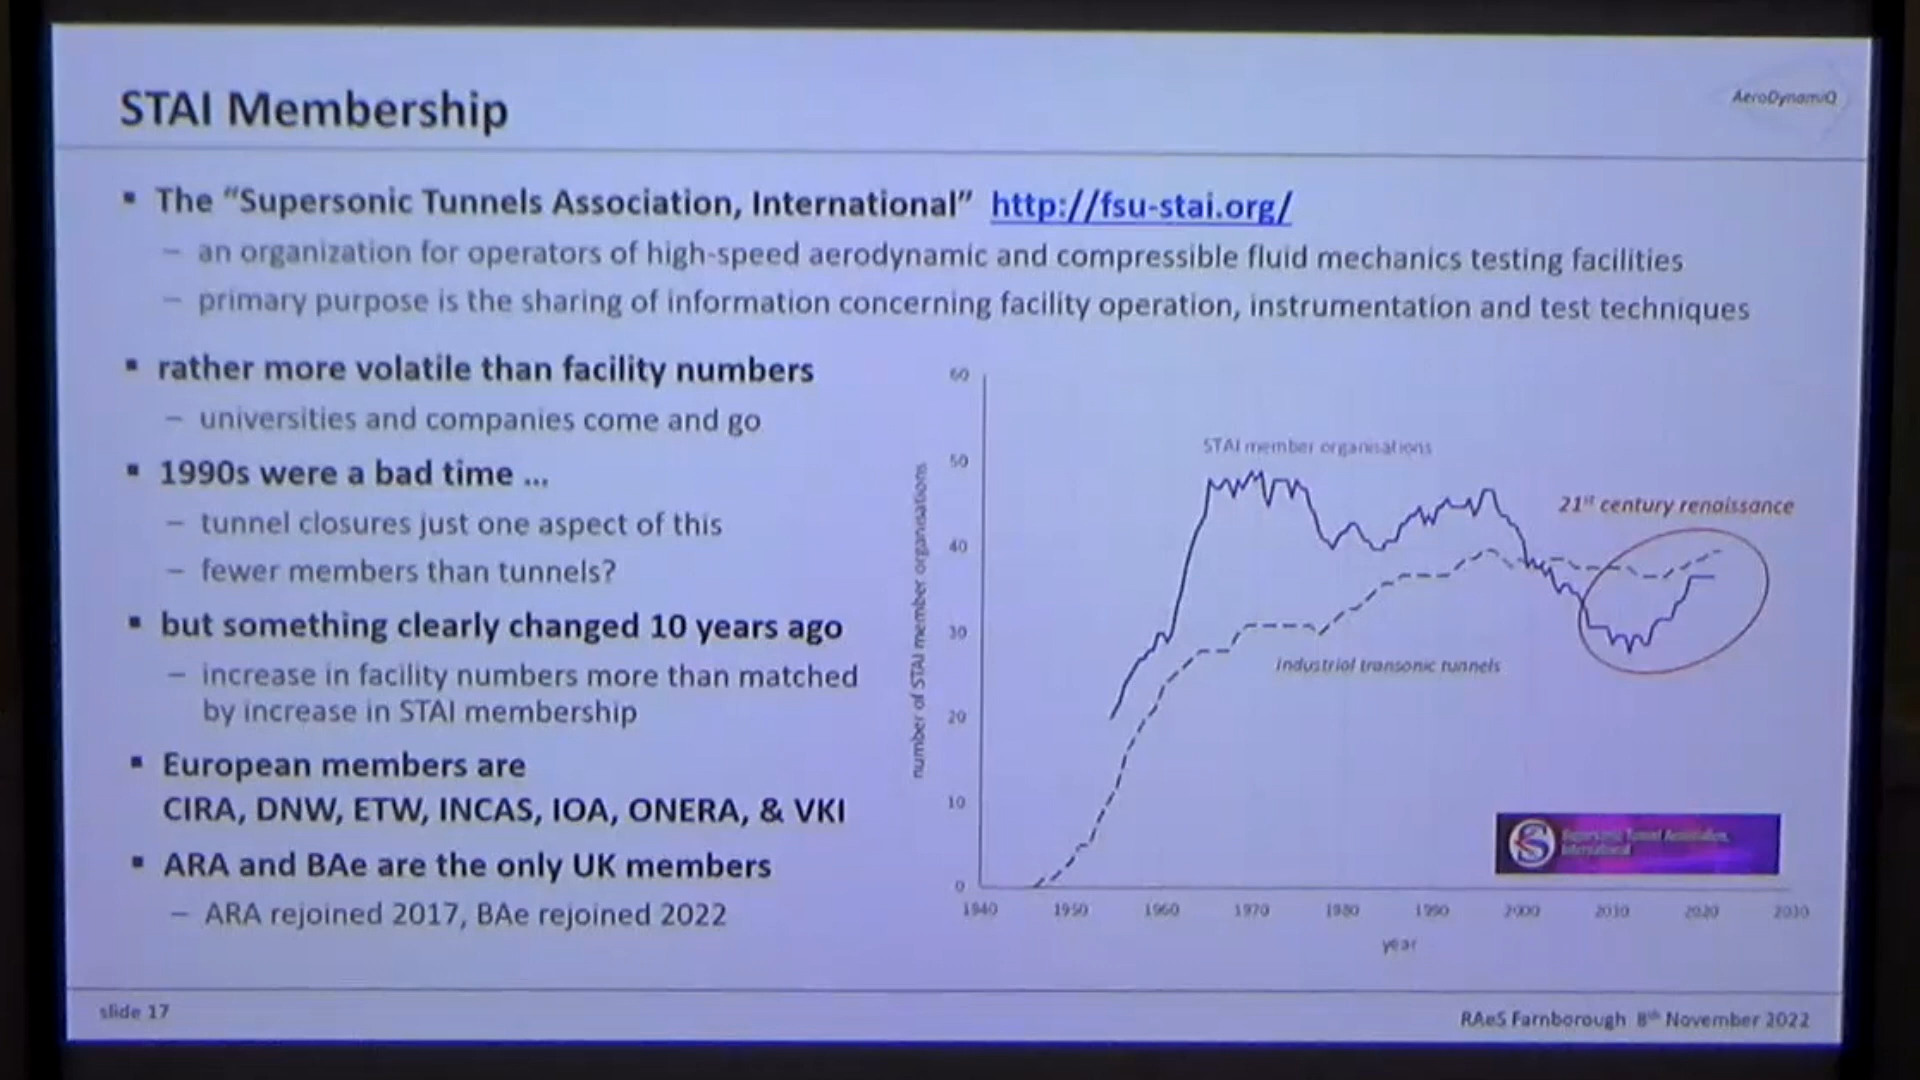 STAI Membership
AeroDynamiQ
▪ The “Supersonic Tunnels Association, International” http://fsu-stai.org/
– an organization for operators of high-speed aerodynamic and compressible fluid mechanics testing facilities
– primary purpose is the sharing of information concerning facility operation, instrumentation and test techniques
▪ rather more volatile than facility numbers
– universities and companies come and go
▪ 1990s were a bad time ...
– tunnel closures just one aspect of this
– fewer members than tunnels?
▪ but something clearly changed 10 years ago
– increase in facility numbers more than matched
by increase in STAI membership
▪ European members are
CIRA, DNW, ETW, INCAS, IOA, ONERA, & VKI
▪ ARA and BAe are the only UK members
– ARA rejoined 2017, BAe rejoined 2022
number of STAI member organisations
60
50
40
30
20
10
0
STAI member organisations
21st century renaissance
industrial transonic tunnels
Supersonic Tunnel Association,
International
1940 1950 1960 1970 1980 1990 2000 2010 2020 2030
year
slide 17
RAeS Farnborough 8th November 2022